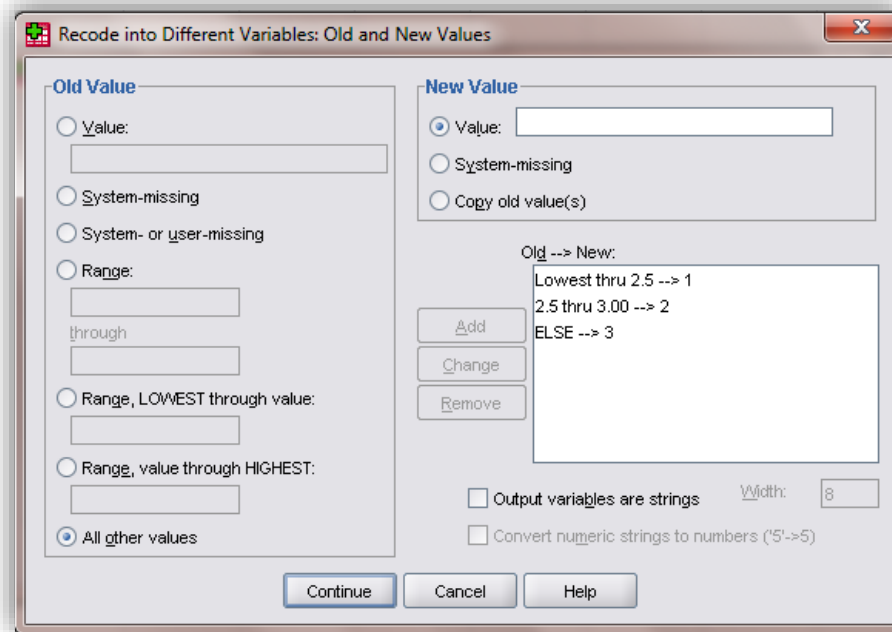 Recode into Different Variables: Old and New Values
Old Value
Value:
System-missing
System- or user-missing
Range:
through
Range, LOWEST through value:
Range, value through HIGHEST:
All other values
New Value
Value:
System-missing
Copy old value(s)
Old --> New:
Lowest thru 2.5 --> 1
2.5 thru 3.00 --> 2
ELSE --> 3
Add
Change
Remove
Output variables are strings Width: 8
Convert numeric strings to numbers ('5'->5)
Continue Cancel Help